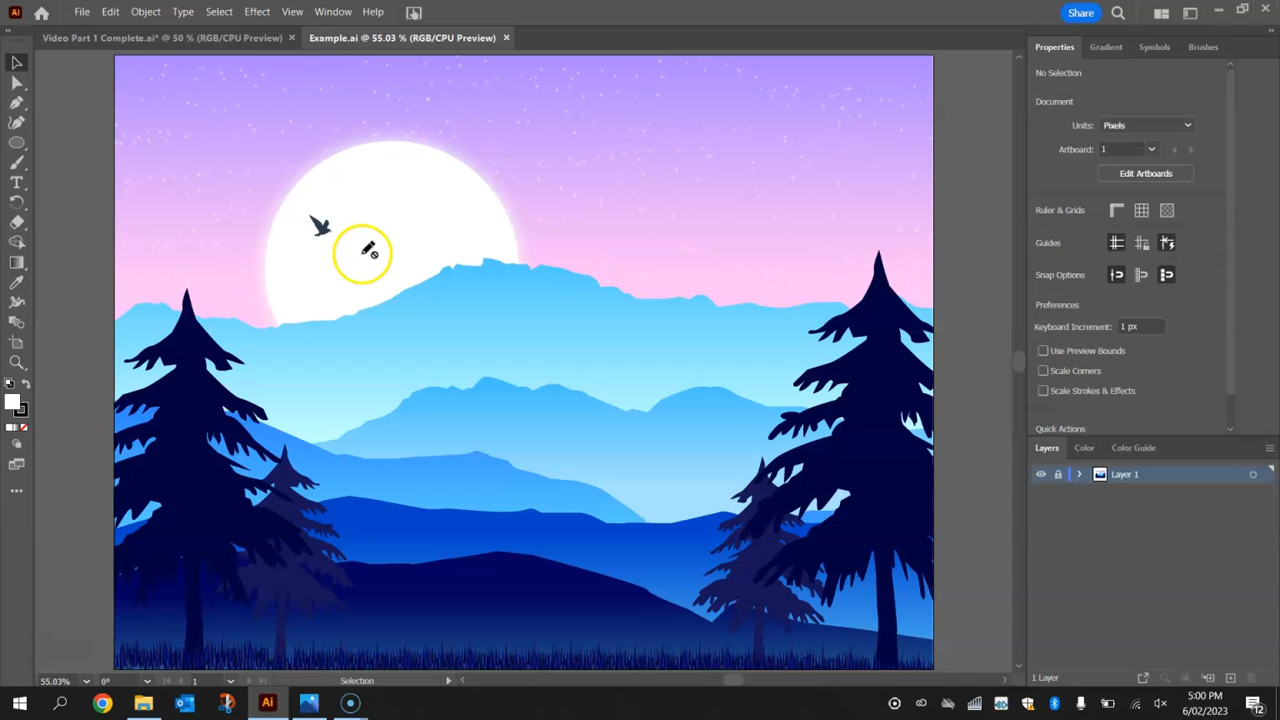 Ai File Edit Object Type Select Effect View Window Help Share
Video Part 1 Complete.ai* @ 50 % (RGB/CPU Preview) × Example.ai @ 55.03 % (RGB/CPU Preview) ×
Properties Gradient Symbols Brushes
No Selection
Document
Units: Pixels
Artboard: 1
Edit Artboards
Ruler & Grids
Guides
Snap Options
Preferences
Keyboard Increment: 1 px
Use Preview Bounds
Scale Corners
Scale Strokes & Effects
Quick Actions
Layers Color Color Guide
Layer 1
55.03% 0° 1 Selection
1 Layer
Ai
5:00 PM
6/02/2023
12